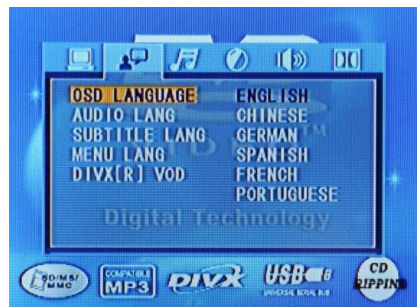 OSD LANGUAGE ENGLISH
AUDIO LANG CHINESE
SUBTITLE LANG GERMAN
MENU LANG SPANISH
DIVX[R] VOD FRENCH
PORTUGUESE
Digital Technology
SD/MS/
MMC
COMPATIBLE
MP3
DIVX
USB
UNIVERSAL SERIAL BUS
CD
RIPPIN